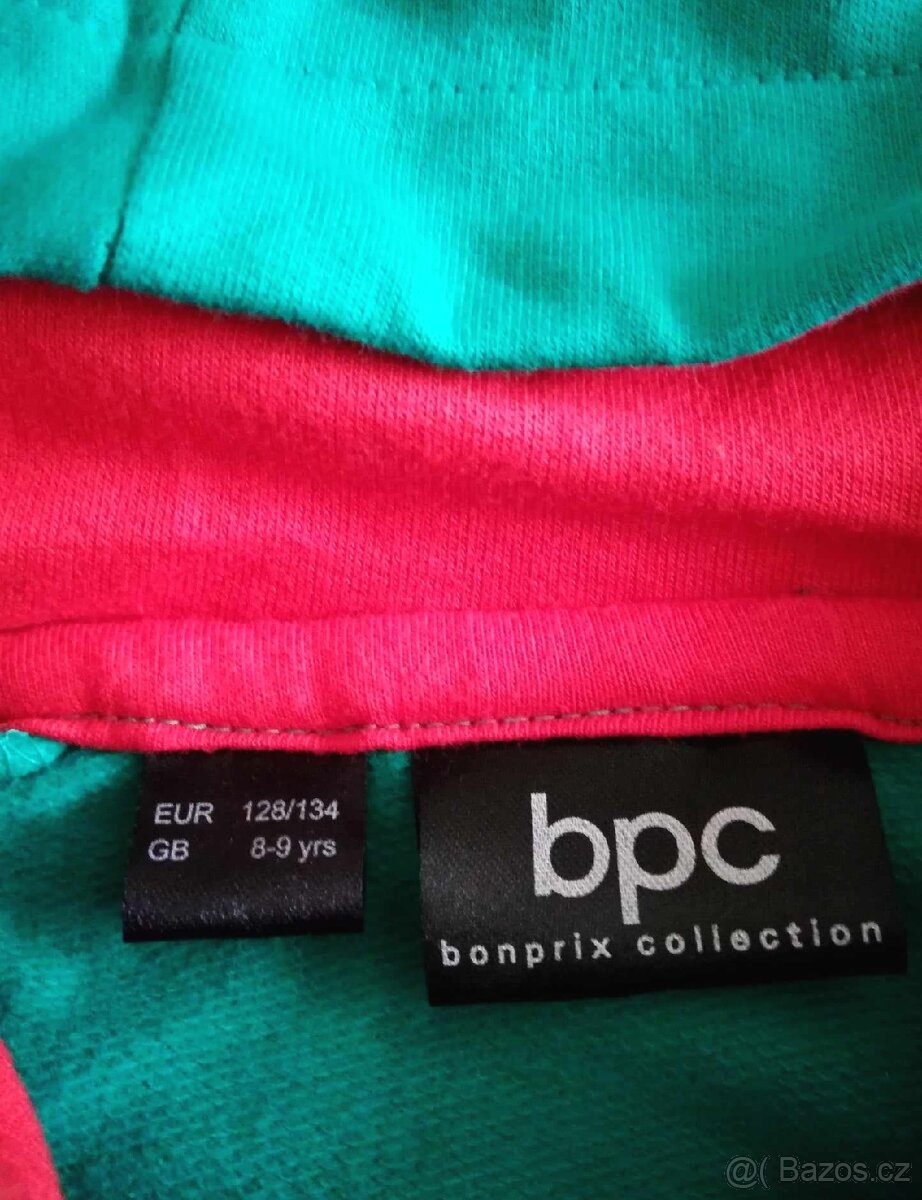 EUR 128/134
GB 8-9 yrs
bpc
bonprix collection
@( Bazos.cz